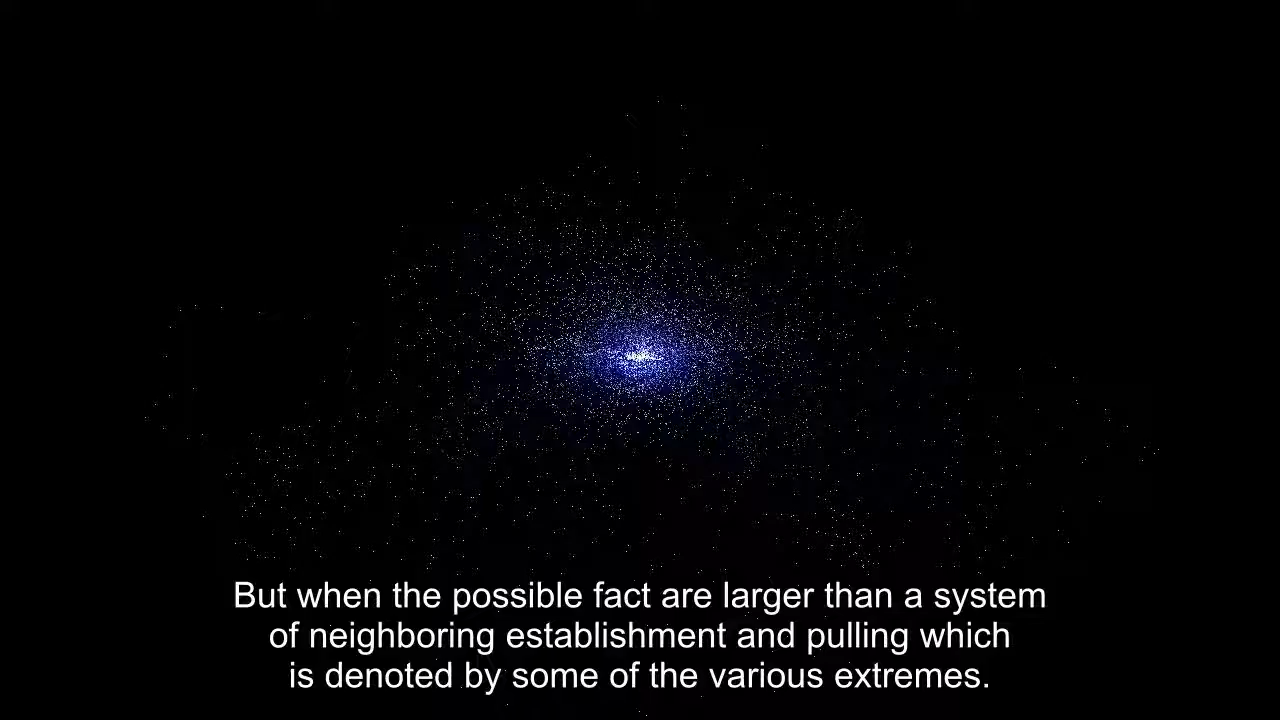 But when the possible fact are larger than a system
of neighboring establishment and pulling which
is denoted by some of the various extremes.